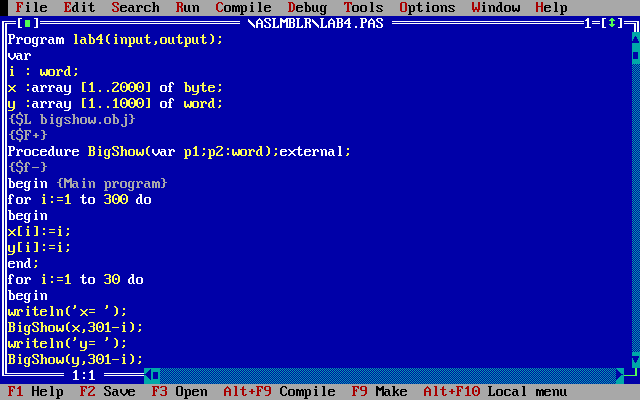 File Edit Search Run Compile Debug Tools Options Window Help
[■] \ASLMBLR\LAB4.PAS 1=[↕]
Program lab4(input,output);
var
i : word;
x :array [1..2000] of byte;
y :array [1..1000] of word;
{$L bigshow.obj}
{$F+}
Procedure BigShow(var p1;p2:word);external;
{$f-}
begin {Main program}
for i:=1 to 300 do
begin
x[i]:=i;
y[i]:=i;
end;
for i:=1 to 30 do
begin
writeln('x= ');
BigShow(x,301-i);
writeln('y= ');
BigShow(y,301-i);
1:1
F1 Help F2 Save F3 Open Alt+F9 Compile F9 Make Alt+F10 Local menu